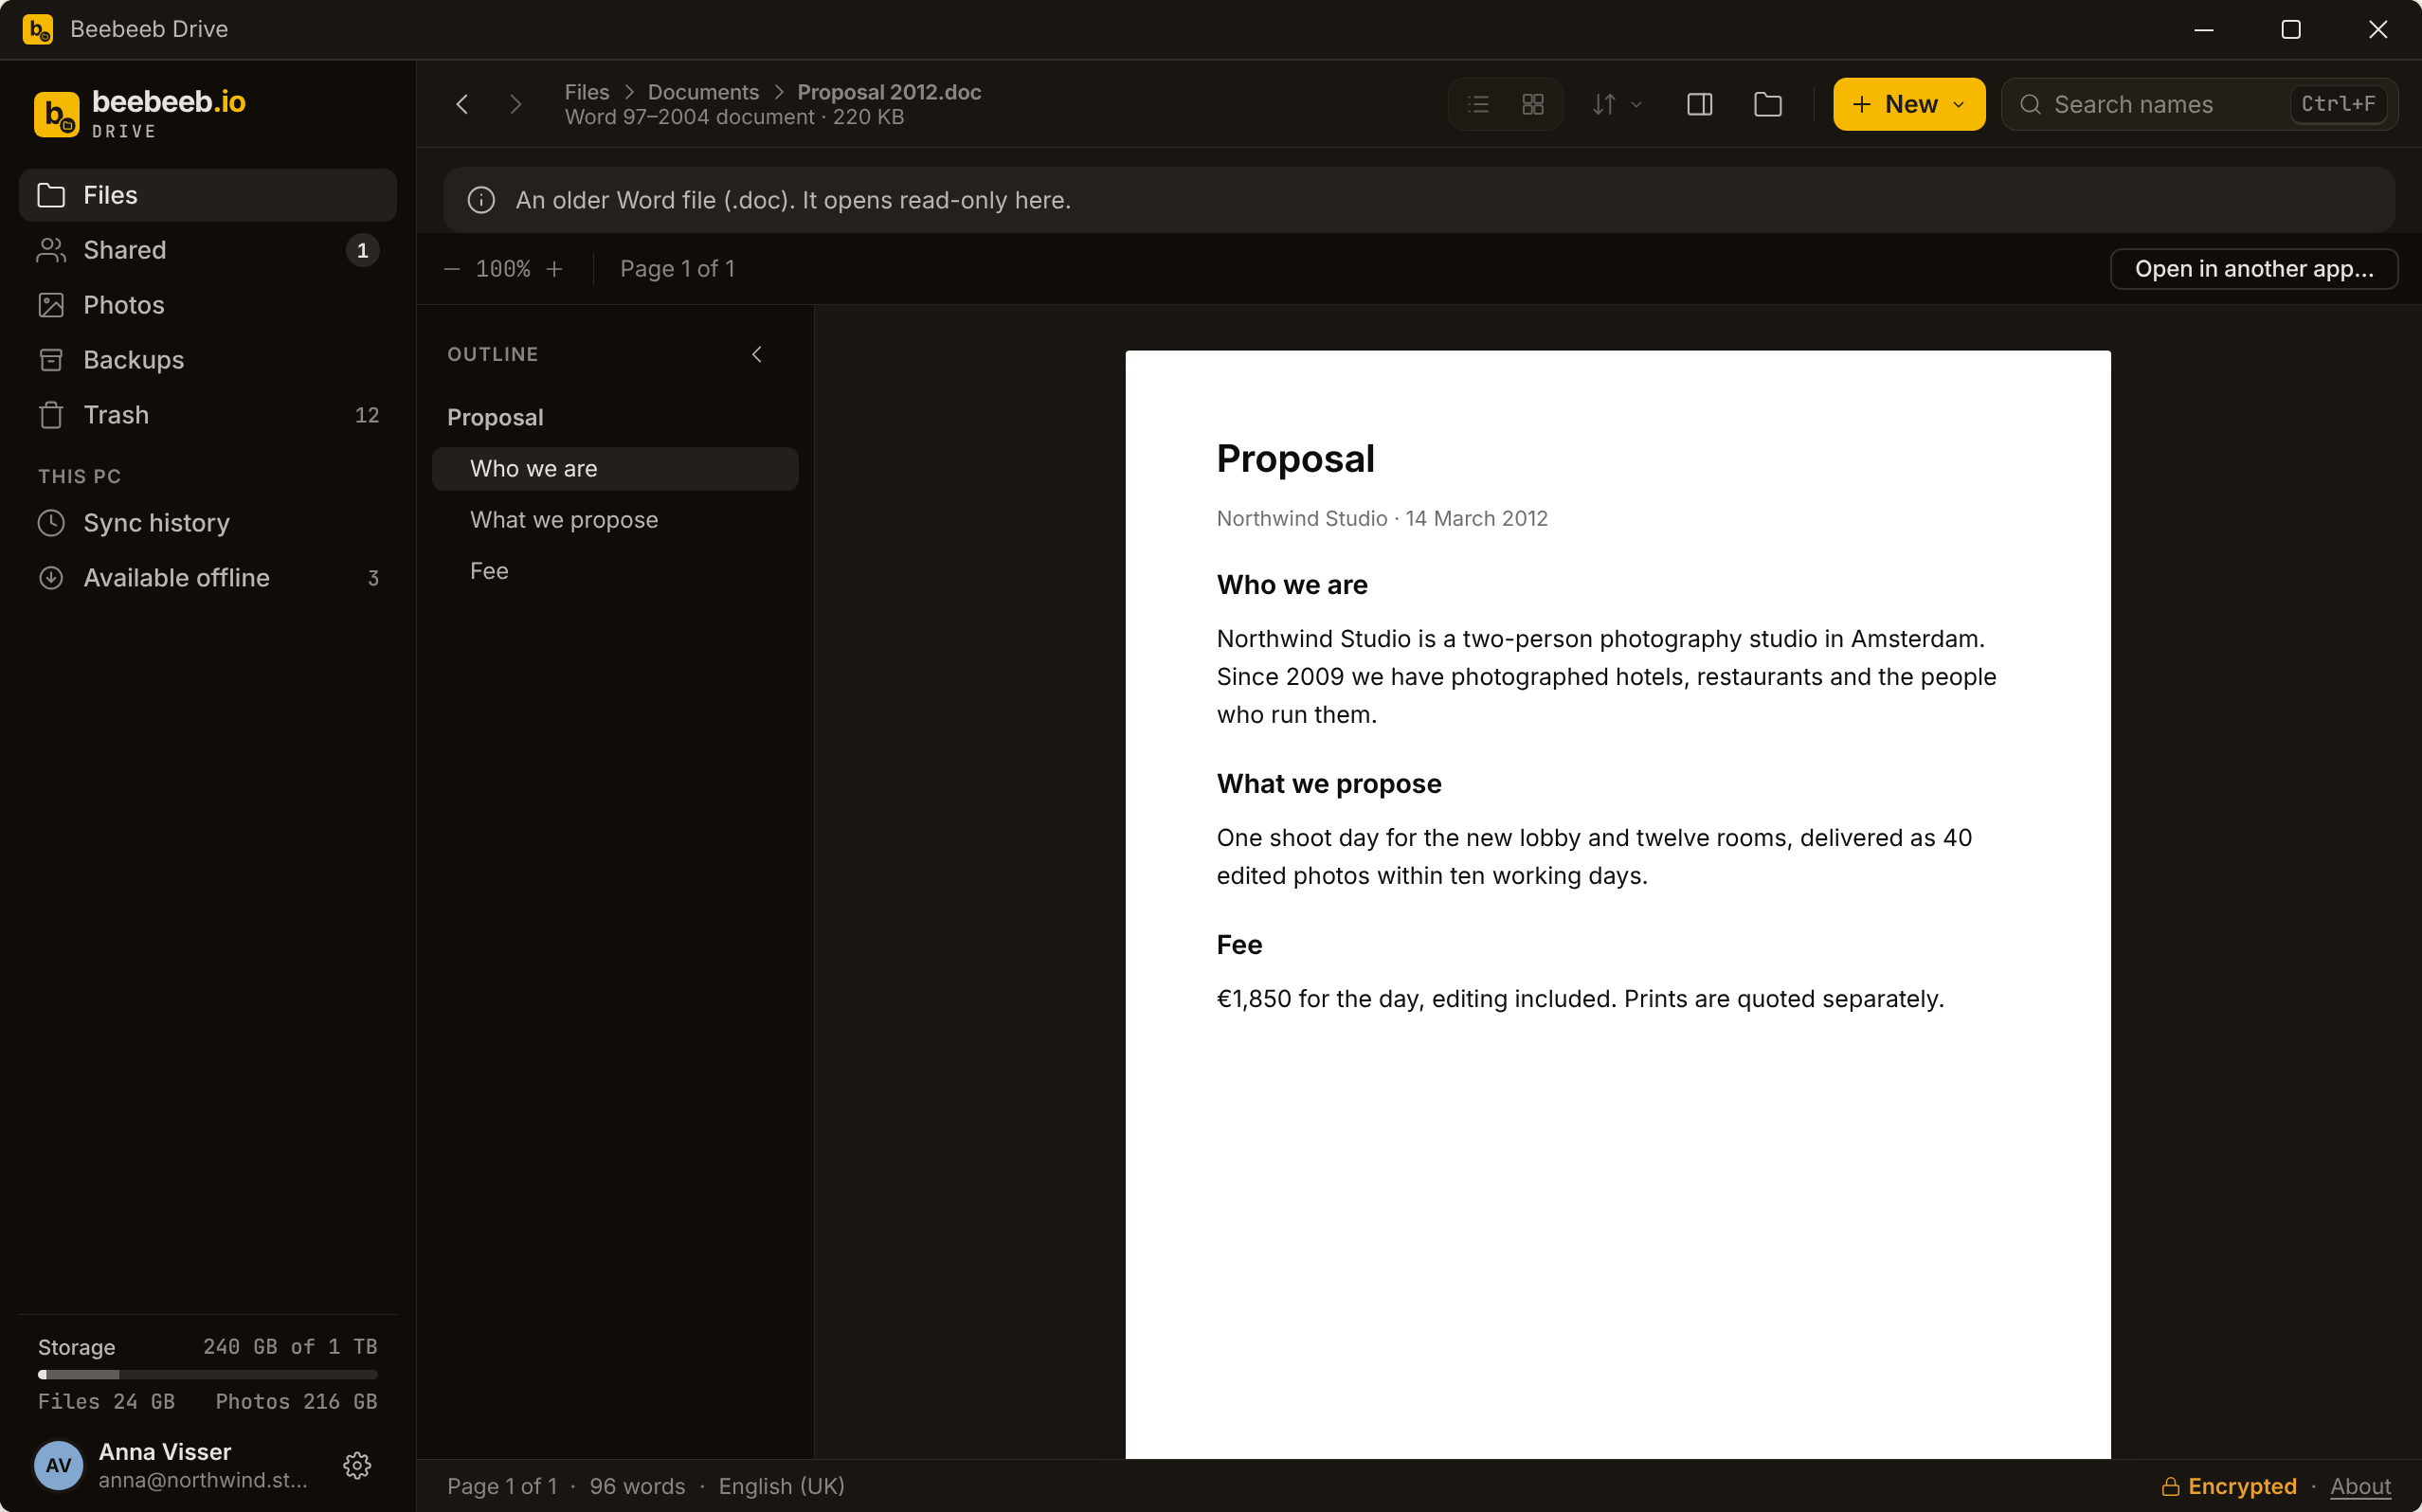 Beebeeb Drive
beebeeb.io
DRIVE
Files
Shared 1
Photos
Backups
Trash 12
THIS PC
Sync history
Available offline 3
Storage 240 GB of 1 TB
Files 24 GB Photos 216 GB
AV
Anna Visser
anna@northwind.st...
Files > Documents > Proposal 2012.doc
Word 97–2004 document · 220 KB
New
Search names Ctrl+F
An older Word file (.doc). It opens read-only here.
100% Page 1 of 1
Open in another app...
OUTLINE
Proposal
Who we are
What we propose
Fee
Proposal
Northwind Studio · 14 March 2012
Who we are
Northwind Studio is a two-person photography studio in Amsterdam.
Since 2009 we have photographed hotels, restaurants and the people
who run them.
What we propose
One shoot day for the new lobby and twelve rooms, delivered as 40
edited photos within ten working days.
Fee
€1,850 for the day, editing included. Prints are quoted separately.
Page 1 of 1 · 96 words · English (UK)
Encrypted · About